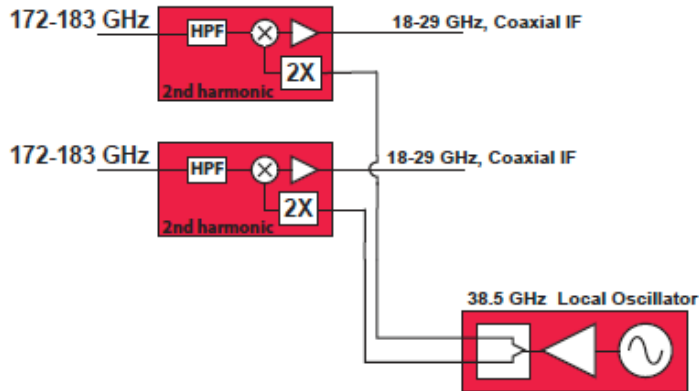 172-183 GHz
HPF
18-29 GHz, Coaxial IF
2X
2nd harmonic
172-183 GHz
HPF
18-29 GHz, Coaxial IF
2X
2nd harmonic
38.5 GHz Local Oscillator